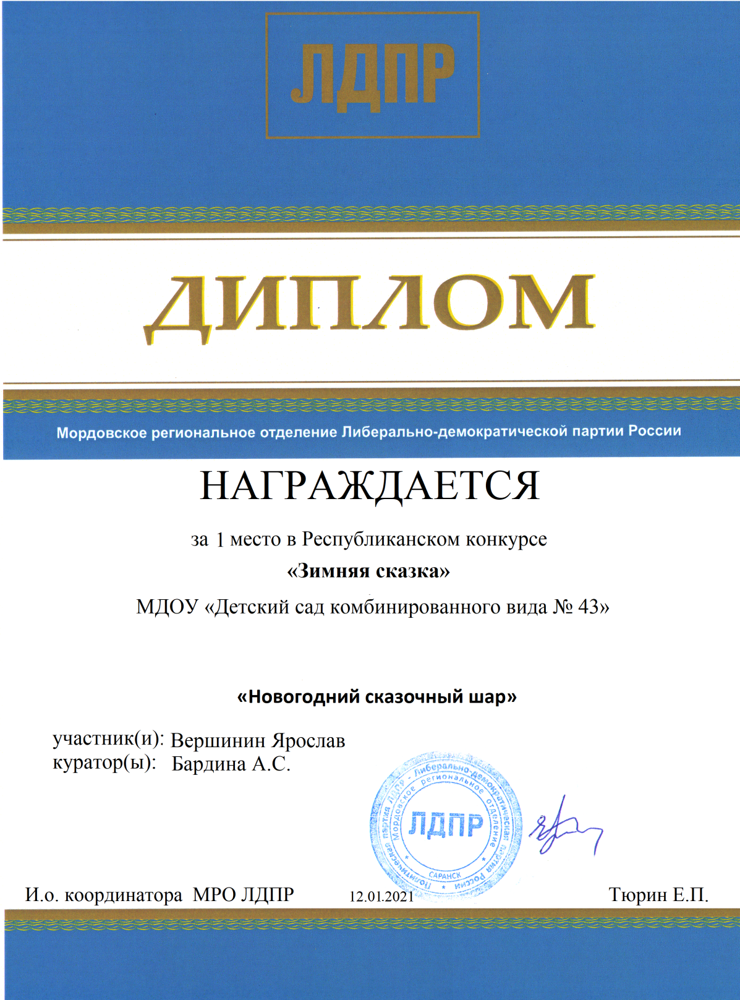 ЛДПР
ДИПЛОМ
Мордовское региональное отделение Либерально-демократической партии России
НАГРАЖДАЕТСЯ
за 1 место в Республиканском конкурсе
«Зимняя сказка»
МДОУ «Детский сад комбинированного вида № 43»
«Новогодний сказочный шар»
участник(и): Вершинин Ярослав
куратор(ы): Бардина А.С.
Политическая партия ЛДПР - Либерально-демократическая партия России
Мордовское региональное отделение
ЛДПР
САРАНСК
И.о. координатора МРО ЛДПР 12.01.2021 Тюрин Е.П.